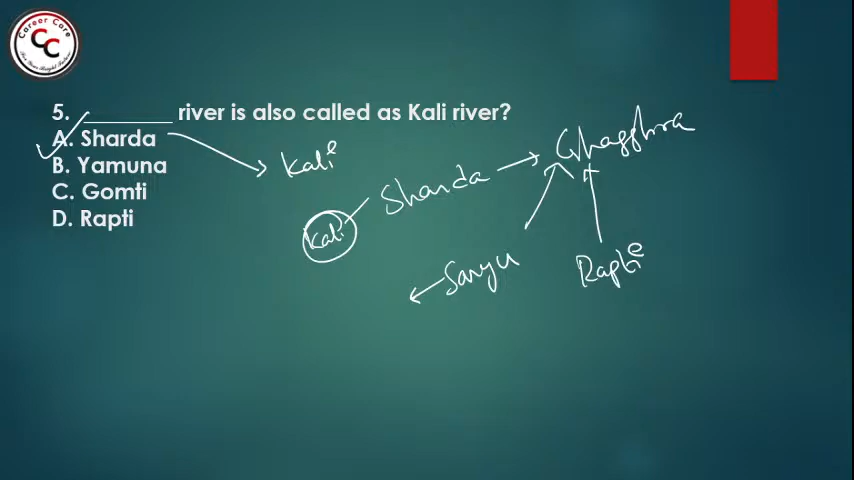 Career Care
CC
5. ________ river is also called as Kali river?
A. Sharda
B. Yamuna
C. Gomti
D. Rapti
Kali
Kali
Sharda
Ghagghra
Saryu
Rapti